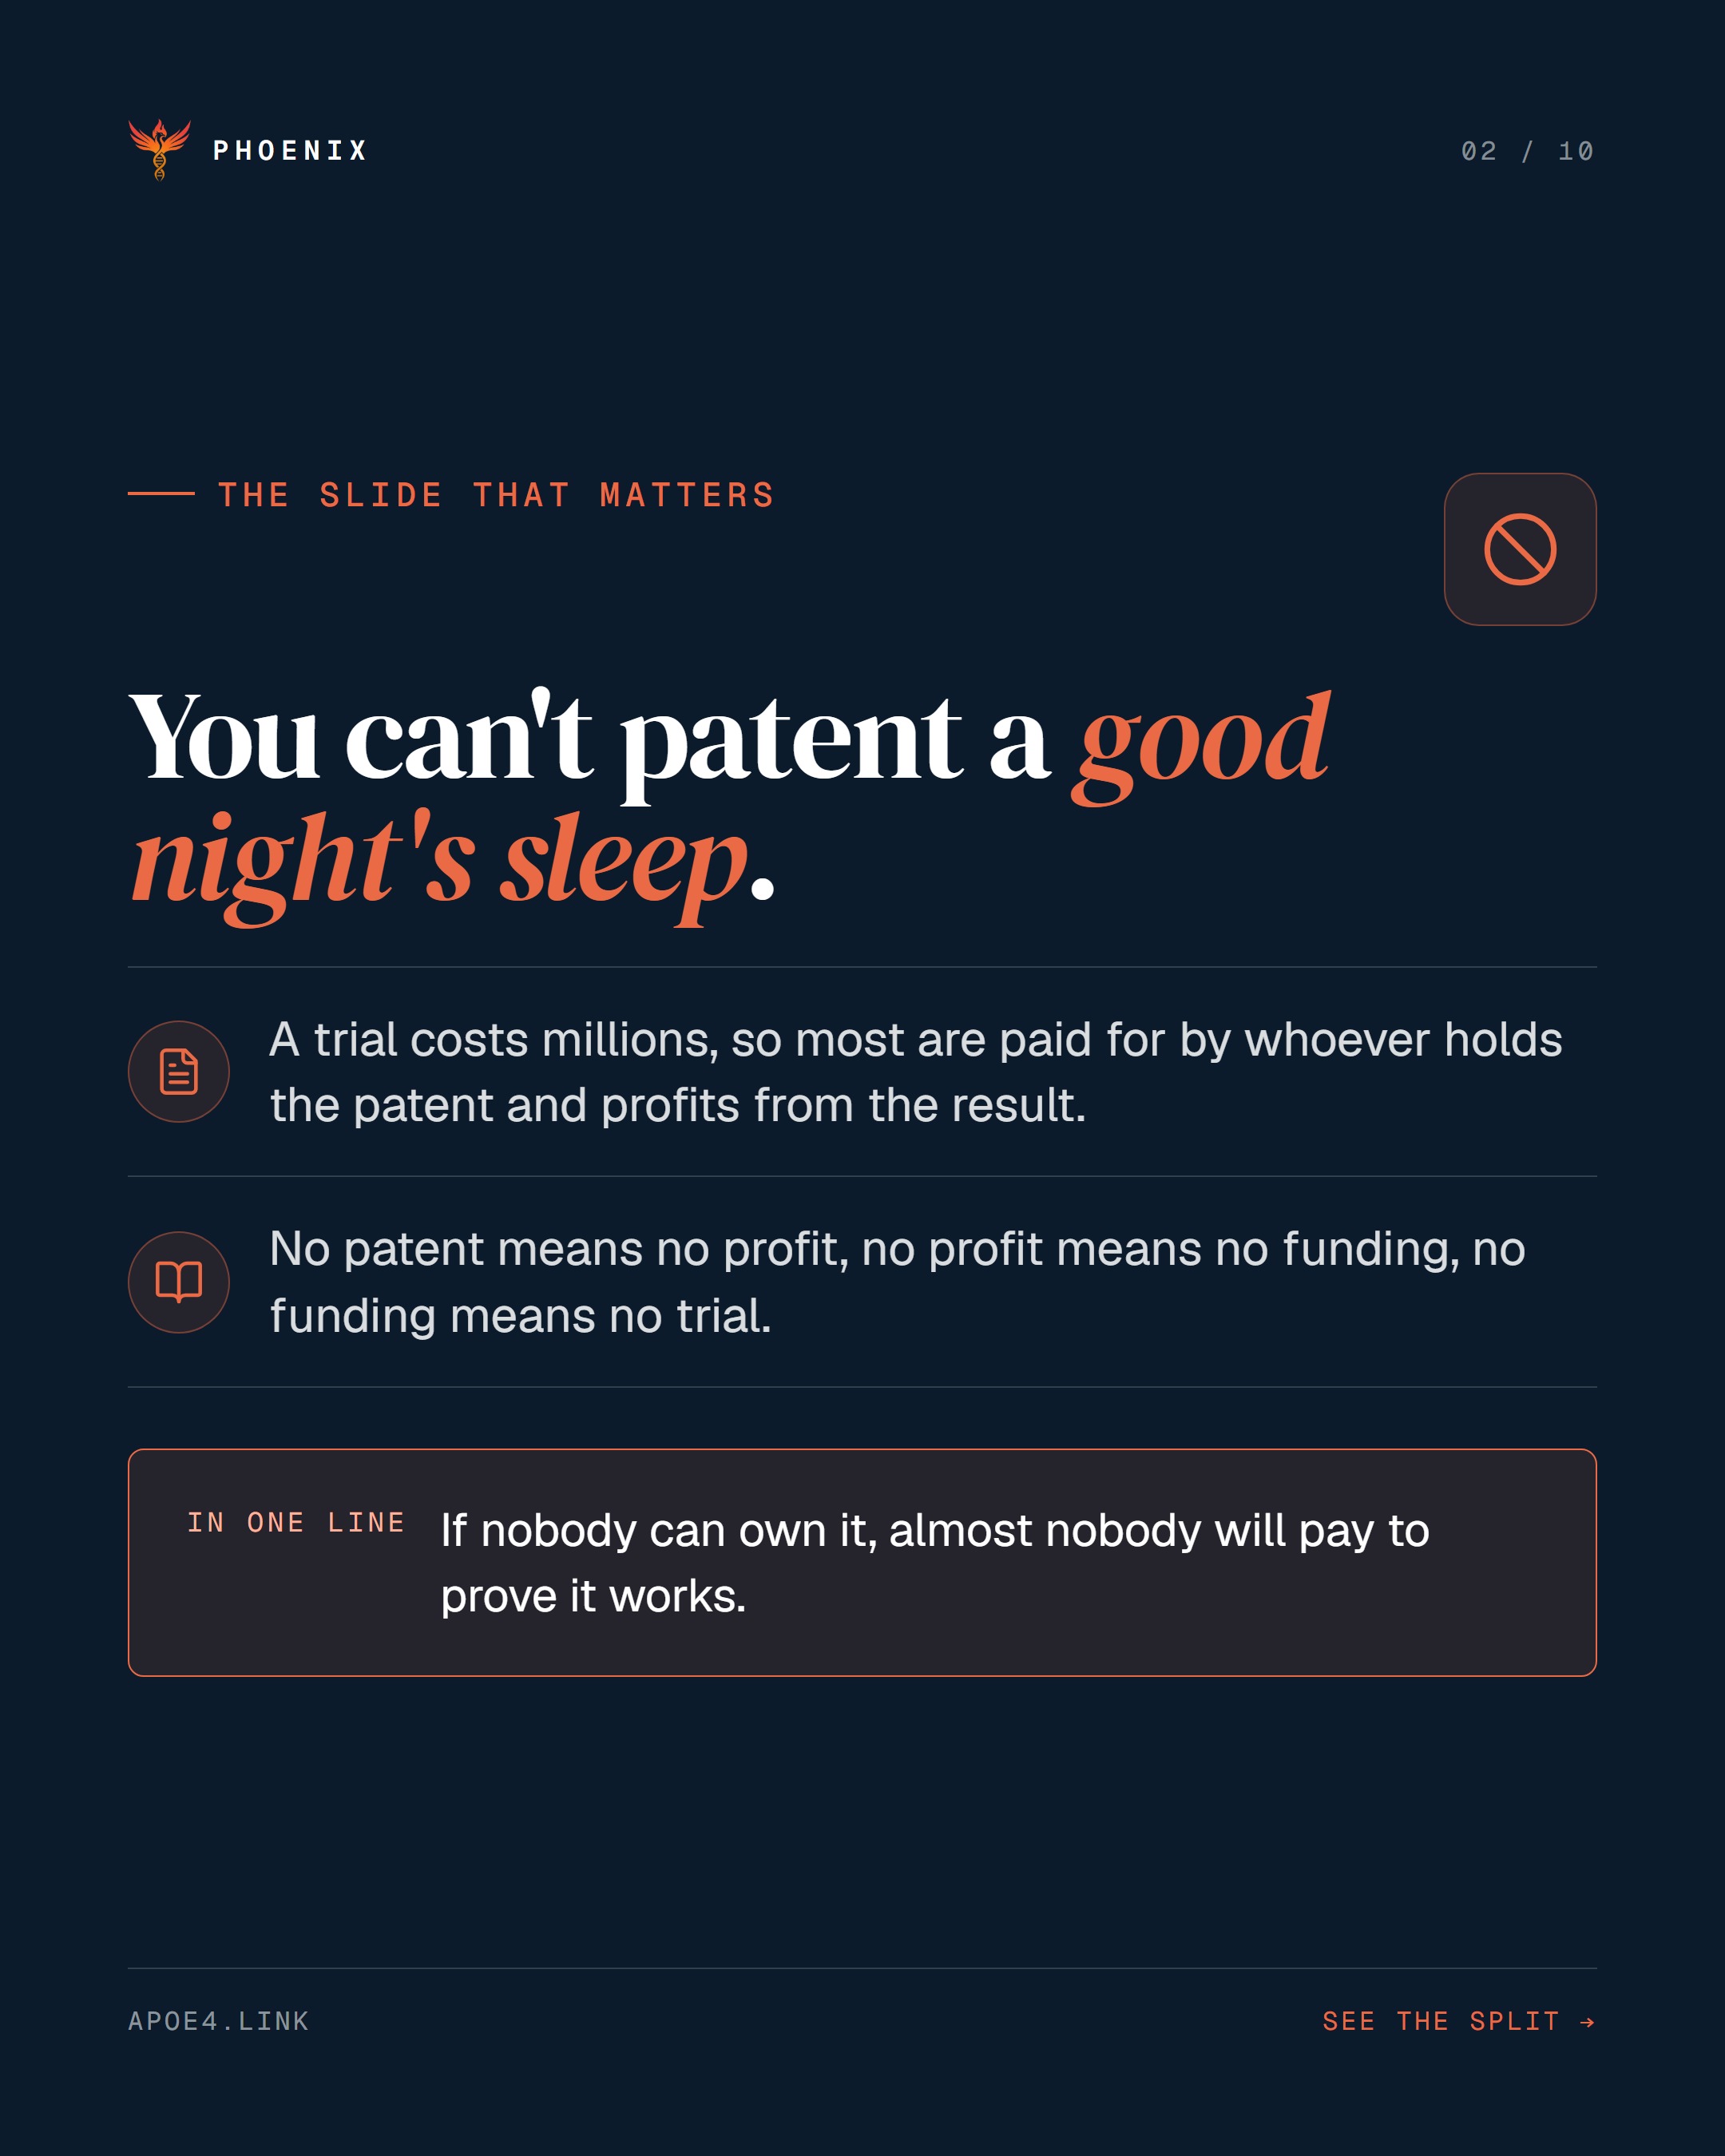 PHOENIX
02 / 10
THE SLIDE THAT MATTERS
You can't patent a good
night's sleep.
A trial costs millions, so most are paid for by whoever holds
the patent and profits from the result.
No patent means no profit, no profit means no funding, no
funding means no trial.
IN ONE LINE
If nobody can own it, almost nobody will pay to
prove it works.
APOE4.LINK
SEE THE SPLIT →